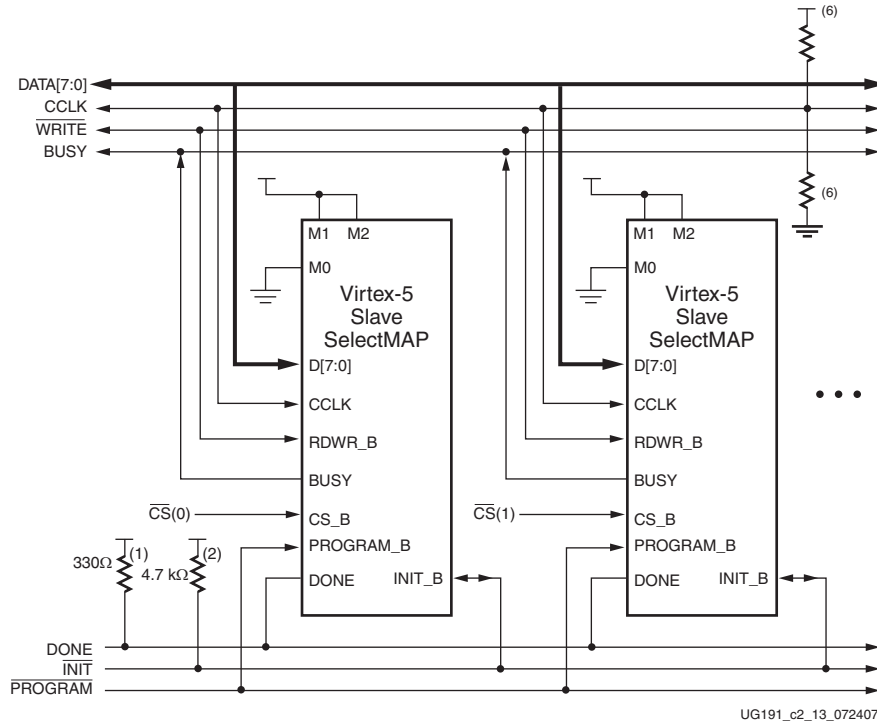 (6)
DATA[7:0]
CCLK
WRITE
BUSY
(6)
M1 M2
M0
Virtex-5
Slave
SelectMAP
D[7:0]
CCLK
RDWR_B
BUSY
CS(0)
CS_B
PROGRAM_B
DONE INIT_B
M1 M2
M0
Virtex-5
Slave
SelectMAP
D[7:0]
CCLK
RDWR_B
BUSY
CS(1)
CS_B
PROGRAM_B
DONE INIT_B
330Ω (1)
4.7 kΩ (2)
DONE
INIT
PROGRAM
UG191_c2_13_072407